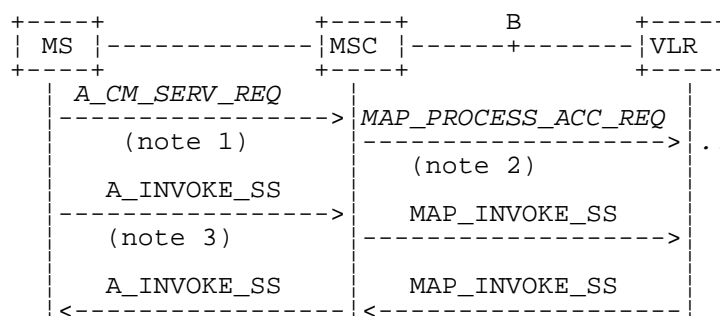 B
MS MSC VLR
A_CM_SERV_REQ
MAP_PROCESS_ACC_REQ
(note 1) ..
(note 2)
A_INVOKE_SS
MAP_INVOKE_SS
(note 3)
A_INVOKE_SS MAP_INVOKE_SS